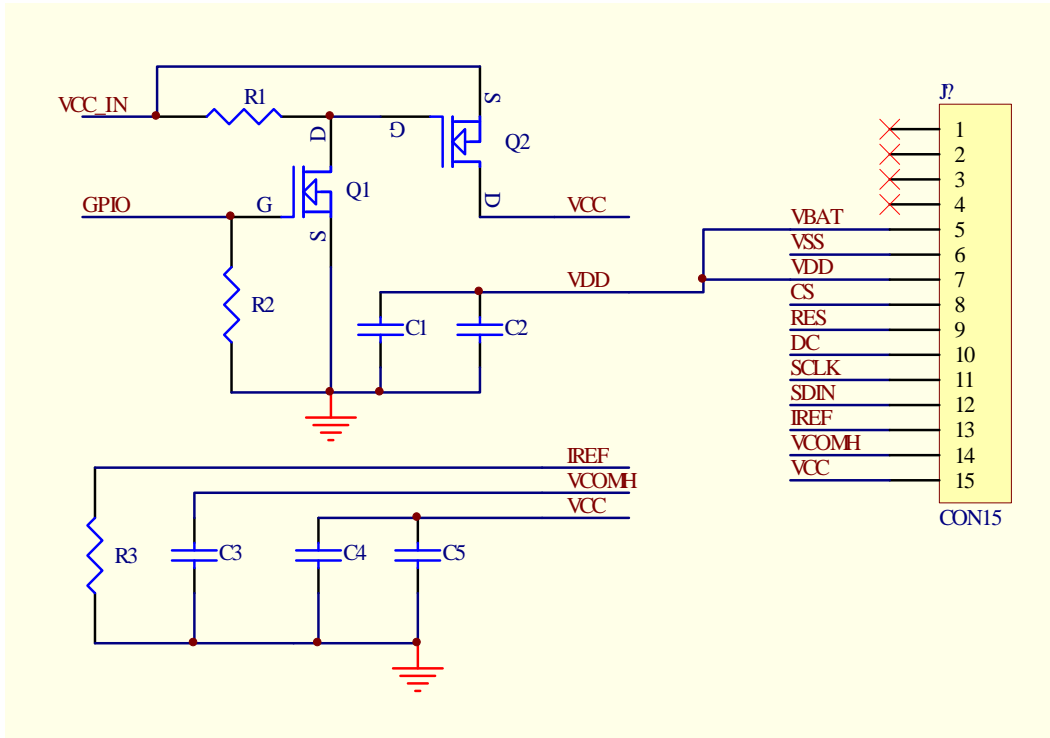 VCC_IN
R1
D
G
S
Q2
D
VCC
GPIO
G
Q1
S
R2
VDD
C1
C2
IREF
VCOMH
VCC
R3
C3
C4
C5
J?
1
2
3
4
VBAT 5
VSS 6
VDD 7
CS 8
RES 9
DC 10
SCLK 11
SDIN 12
IREF 13
VCOMH 14
VCC 15
CON15